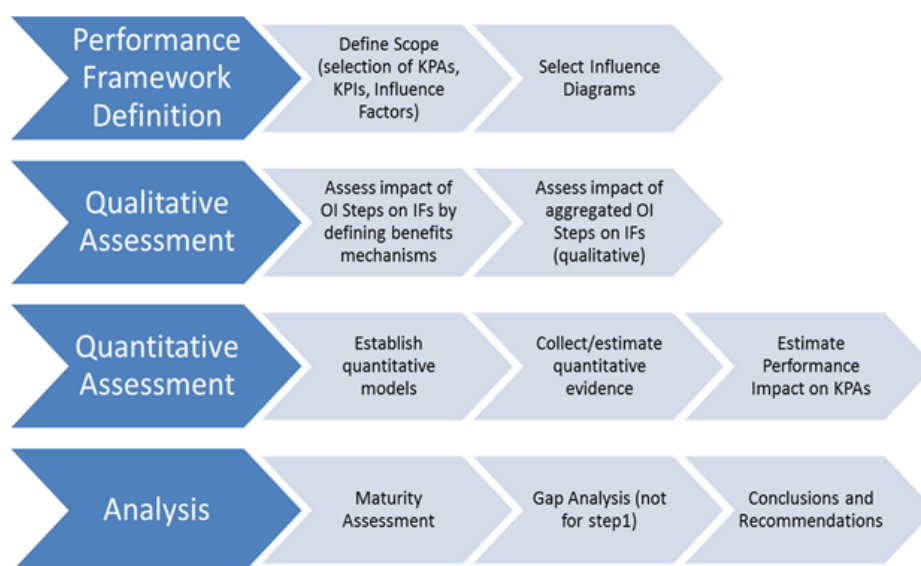 Performance
Framework
Definition
Define Scope
(selection of KPAs,
KPIs, Influence
Factors)
Select Influence
Diagrams
Qualitative
Assessment
Assess impact of
OI Steps on IFs by
defining benefits
mechanisms
Assess impact of
aggregated OI
Steps on IFs
(qualitative)
Quantitative
Assessment
Establish
quantitative
models
Collect/estimate
quantitative
evidence
Estimate
Performance
Impact on KPAs
Analysis
Maturity
Assessment
Gap Analysis (not
for step1)
Conclusions and
Recommendations